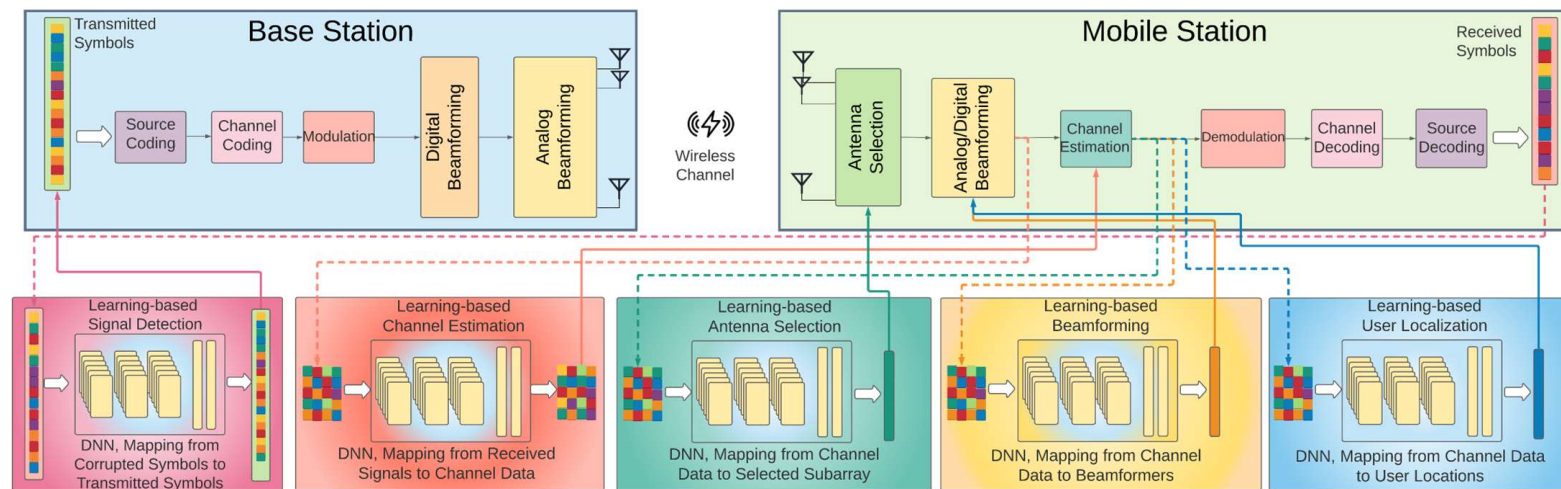 Transmitted
Symbols
Base Station
Source
Coding
Channel
Coding
Modulation
Digital
Beamforming
Analog
Beamforming
Wireless
Channel
Mobile Station
Received
Symbols
Antenna
Selection
Analog/Digital
Beamforming
Channel
Estimation
Demodulation
Channel
Decoding
Source
Decoding
Learning-based
Signal Detection
DNN, Mapping from
Corrupted Symbols to
Transmitted Symbols
Learning-based
Channel Estimation
DNN, Mapping from Received
Signals to Channel Data
Learning-based
Antenna Selection
DNN, Mapping from Channel
Data to Selected Subarray
Learning-based
Beamforming
DNN, Mapping from Channel
Data to Beamformers
Learning-based
User Localization
DNN, Mapping from Channel Data
to User Locations